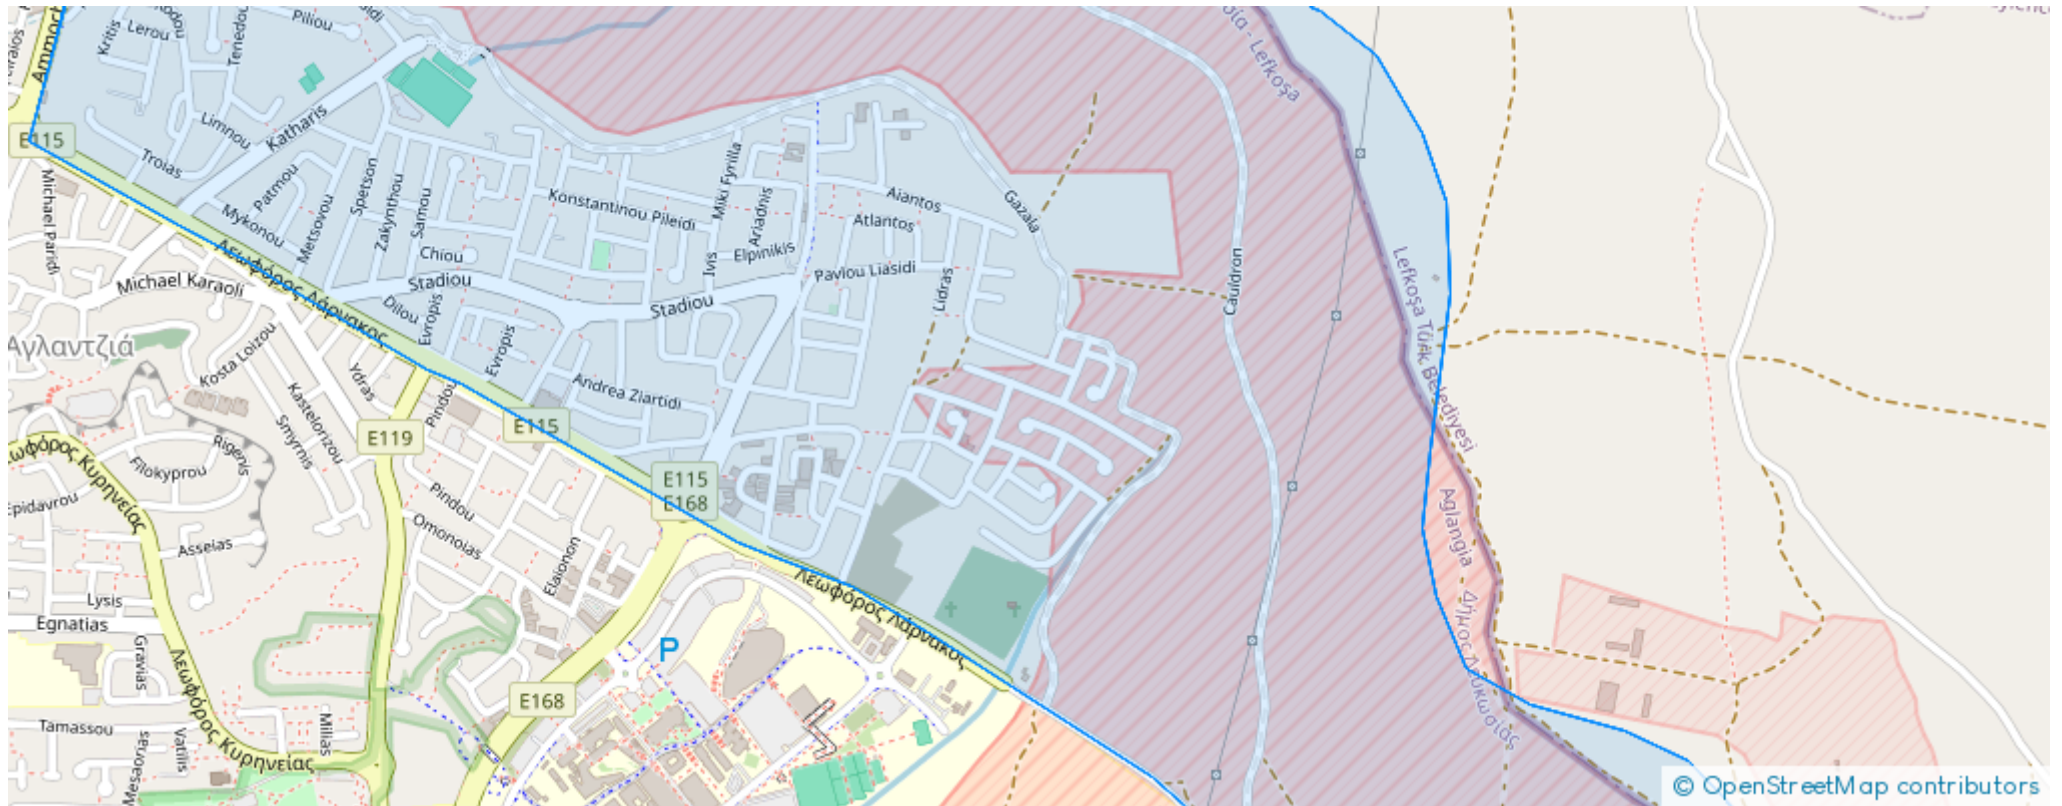 Kritis
Lerou
Tenedou
Piliou
E115
Limnou
Katharis
Troias
Patmou
Mykonou
Metsovou
Spetson
Zakynthou
Samou
Chiou
Stadiou
Dilou
Evropis
Evropis
Michael Paridi
Michael Karaoli
Λεωφόρος Λάρνακος
Αγλαντζιά
Kosta Loizou
Ydras
Kastelorizou
Smyrnis
Rigenis
Filokyprou
Epidavrou
E119
Pindou
E115
Andrea Ziartidi
E115
E168
Konstantinou Pileidi
Miki Fyrilla
Ariadnis
Ivis
Elpinikis
Stadiou
Aiantos
Atlantos
Pavlou Liasidi
Lidras
Gazala
Cauldron
Lefkoşa
Lefkoşa Türk Belediyesi
Aglangia
Δήμος Λευκωσίας
Pindou
Omonoias
Elaionon
Asseias
Lysis
Egnatias
Gravias
Tamassou
Vatilis
Mesaorias
Milias
Λεωφόρος Κυρηνείας
Λεωφόρος Κυρηνείας
E168
P
Λεωφόρος Λάρνακος
© OpenStreetMap contributors